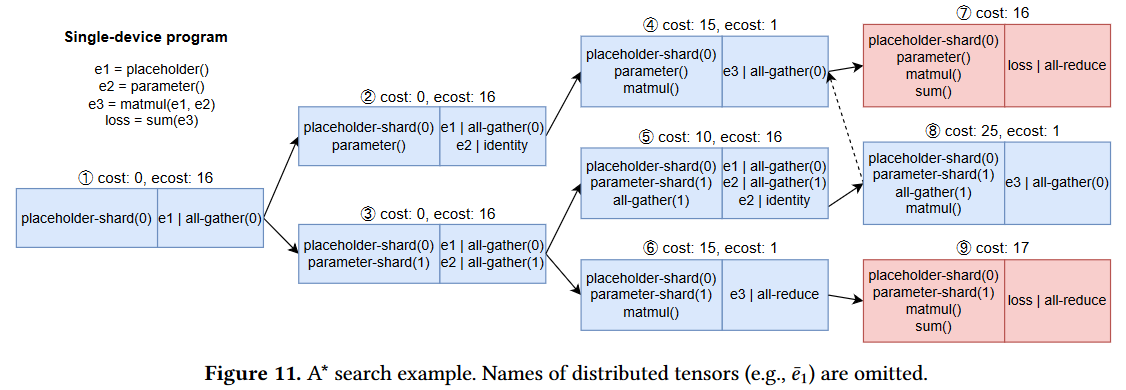 Single-device program
e1 = placeholder()
e2 = parameter()
e3 = matmul(e1, e2)
loss = sum(e3)
① cost: 0, ecost: 16
placeholder-shard(0)
e1 | all-gather(0)
② cost: 0, ecost: 16
placeholder-shard(0)
parameter()
e1 | all-gather(0)
e2 | identity
③ cost: 0, ecost: 16
placeholder-shard(0)
parameter-shard(1)
e1 | all-gather(0)
e2 | all-gather(1)
④ cost: 15, ecost: 1
placeholder-shard(0)
parameter()
matmul()
e3 | all-gather(0)
⑤ cost: 10, ecost: 16
placeholder-shard(0)
parameter-shard(1)
all-gather(1)
e1 | all-gather(0)
e2 | all-gather(1)
e2 | identity
⑥ cost: 15, ecost: 1
placeholder-shard(0)
parameter-shard(1)
matmul()
e3 | all-reduce
⑦ cost: 16
placeholder-shard(0)
parameter()
matmul()
sum()
loss | all-reduce
⑧ cost: 25, ecost: 1
placeholder-shard(0)
parameter-shard(1)
all-gather(1)
matmul()
e3 | all-gather(0)
⑨ cost: 17
placeholder-shard(0)
parameter-shard(1)
matmul()
sum()
loss | all-reduce
Figure 11. A* search example. Names of distributed tensors (e.g., ē₁) are omitted.